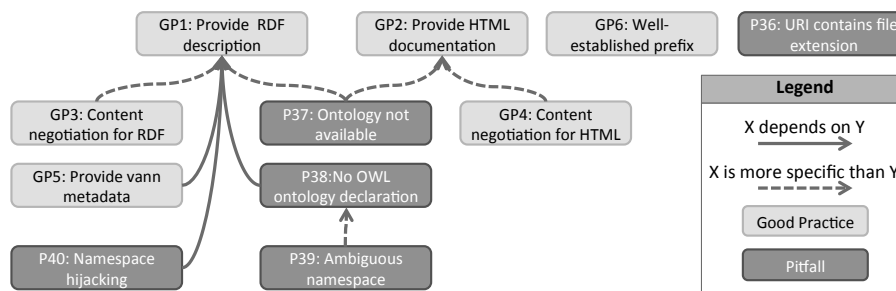 GP1: Provide RDF
description
GP2: Provide HTML
documentation
GP6: Well-
established prefix
P36: URI contains file
extension
GP3: Content
negotiation for RDF
P37: Ontology not
available
GP4: Content
negotiation for HTML
GP5: Provide vann
metadata
P38:No OWL
ontology declaration
P40: Namespace
hijacking
P39: Ambiguous
namespace
Legend
X depends on Y
X is more specific than Y
Good Practice
Pitfall